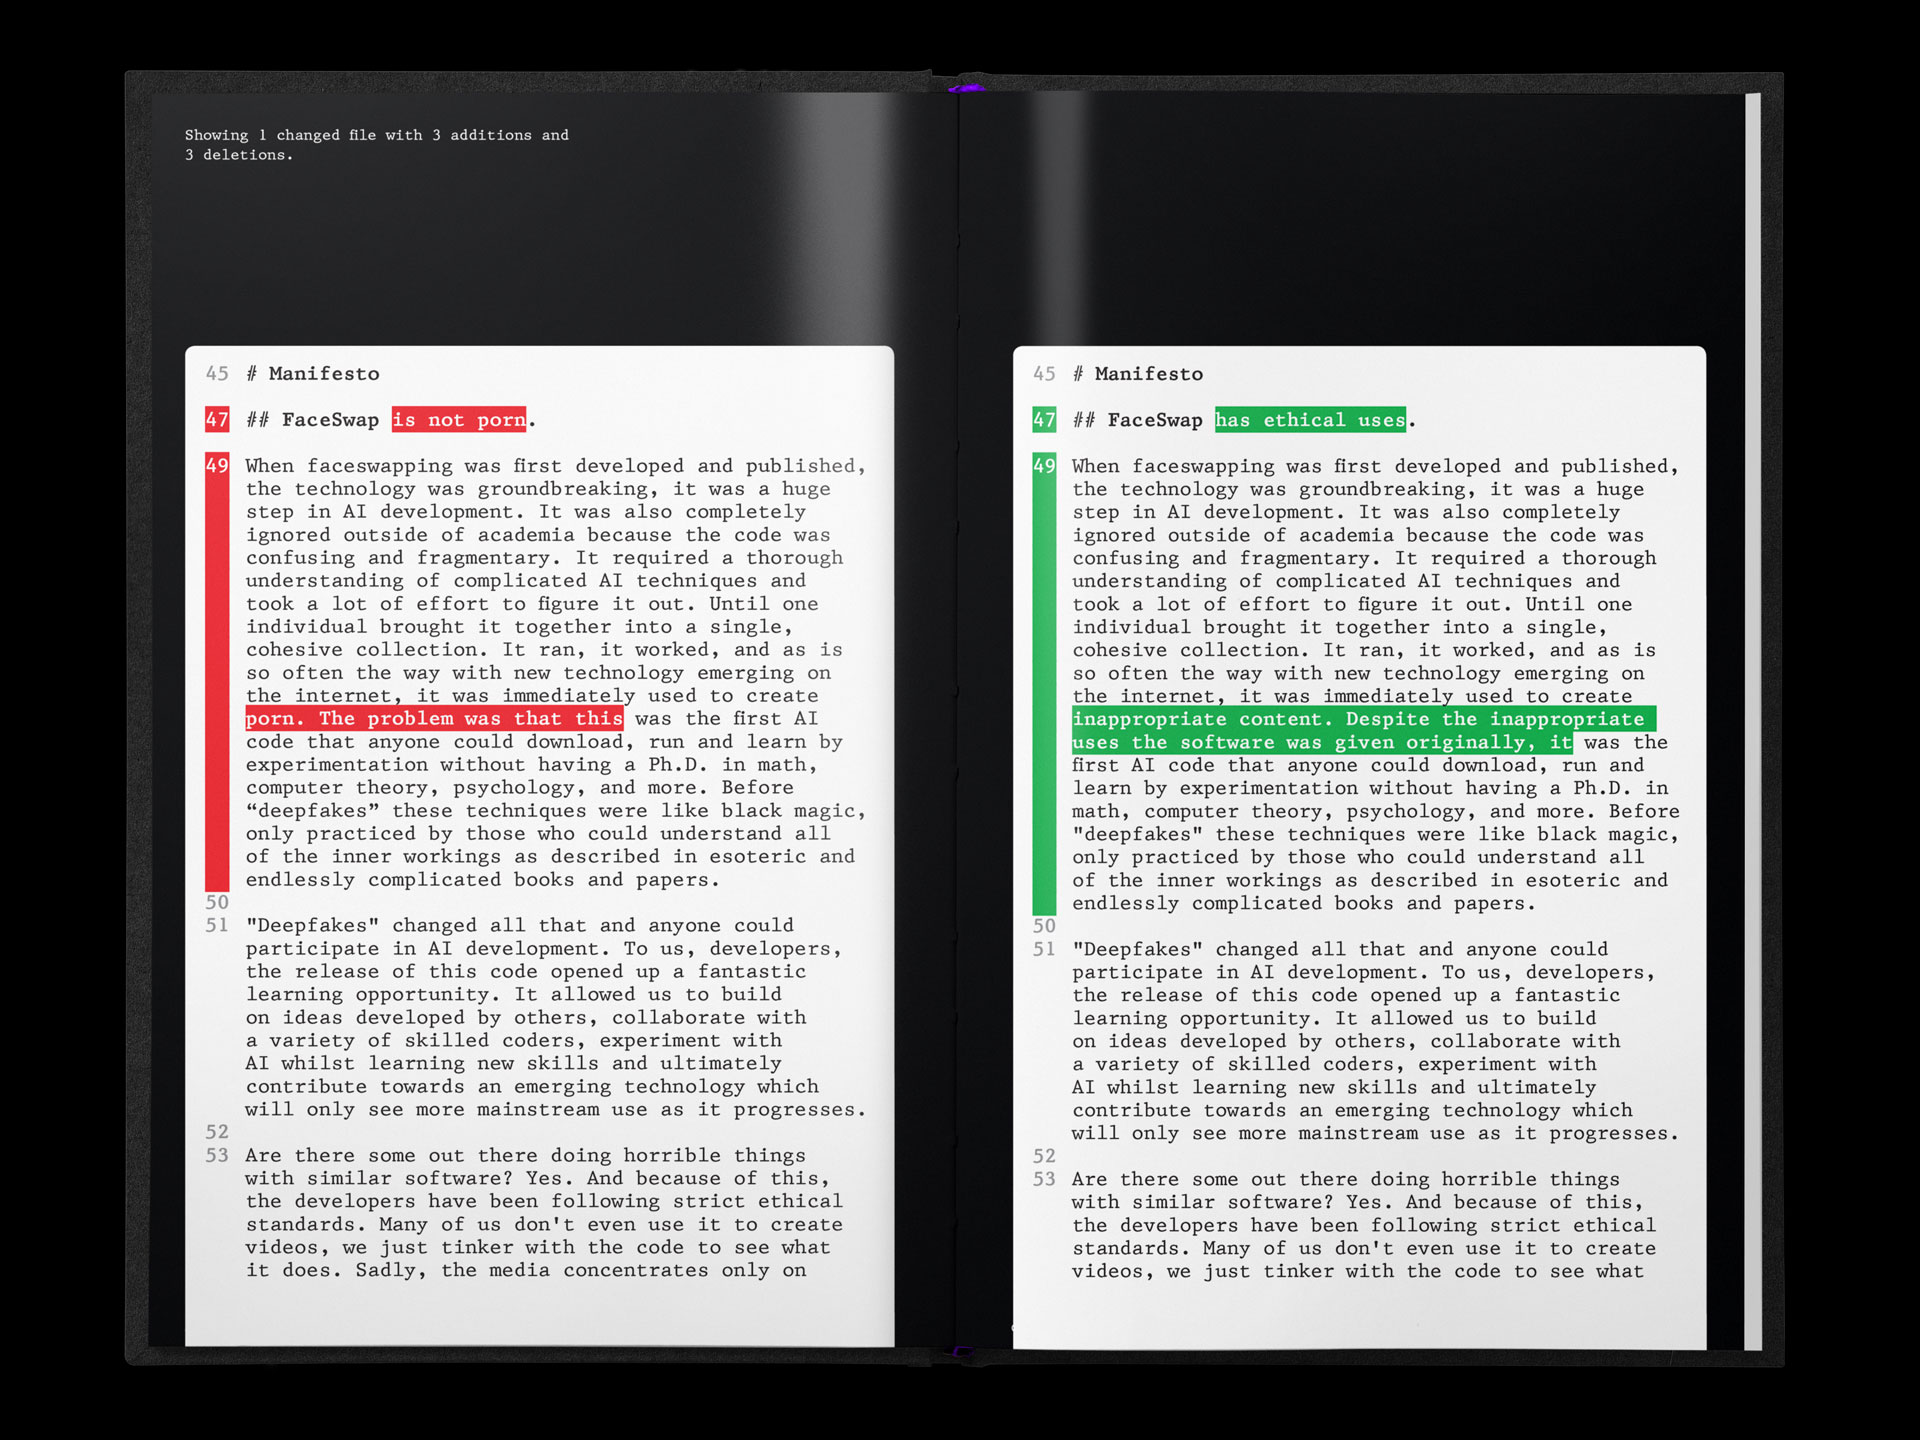 Showing 1 changed file with 3 additions and
3 deletions.
45 # Manifesto
47 ## FaceSwap is not porn.
49 When faceswapping was first developed and published,
the technology was groundbreaking, it was a huge
step in AI development. It was also completely
ignored outside of academia because the code was
confusing and fragmentary. It required a thorough
understanding of complicated AI techniques and
took a lot of effort to figure it out. Until one
individual brought it together into a single,
cohesive collection. It ran, it worked, and as is
so often the way with new technology emerging on
the internet, it was immediately used to create
porn. The problem was that this was the first AI
code that anyone could download, run and learn by
experimentation without having a Ph.D. in math,
computer theory, psychology, and more. Before
“deepfakes” these techniques were like black magic,
only practiced by those who could understand all
of the inner workings as described in esoteric and
endlessly complicated books and papers.
50
51 "Deepfakes" changed all that and anyone could
participate in AI development. To us, developers,
the release of this code opened up a fantastic
learning opportunity. It allowed us to build
on ideas developed by others, collaborate with
a variety of skilled coders, experiment with
AI whilst learning new skills and ultimately
contribute towards an emerging technology which
will only see more mainstream use as it progresses.
52
53 Are there some out there doing horrible things
with similar software? Yes. And because of this,
the developers have been following strict ethical
standards. Many of us don't even use it to create
videos, we just tinker with the code to see what
it does. Sadly, the media concentrates only on
45 # Manifesto
47 ## FaceSwap has ethical uses.
49 When faceswapping was first developed and published,
the technology was groundbreaking, it was a huge
step in AI development. It was also completely
ignored outside of academia because the code was
confusing and fragmentary. It required a thorough
understanding of complicated AI techniques and
took a lot of effort to figure it out. Until one
individual brought it together into a single,
cohesive collection. It ran, it worked, and as is
so often the way with new technology emerging on
the internet, it was immediately used to create
inappropriate content. Despite the inappropriate
uses the software was given originally, it was the
first AI code that anyone could download, run and
learn by experimentation without having a Ph.D. in
math, computer theory, psychology, and more. Before
"deepfakes" these techniques were like black magic,
only practiced by those who could understand all
of the inner workings as described in esoteric and
endlessly complicated books and papers.
50
51 "Deepfakes" changed all that and anyone could
participate in AI development. To us, developers,
the release of this code opened up a fantastic
learning opportunity. It allowed us to build
on ideas developed by others, collaborate with
a variety of skilled coders, experiment with
AI whilst learning new skills and ultimately
contribute towards an emerging technology which
will only see more mainstream use as it progresses.
52
53 Are there some out there doing horrible things
with similar software? Yes. And because of this,
the developers have been following strict ethical
standards. Many of us don't even use it to create
videos, we just tinker with the code to see what